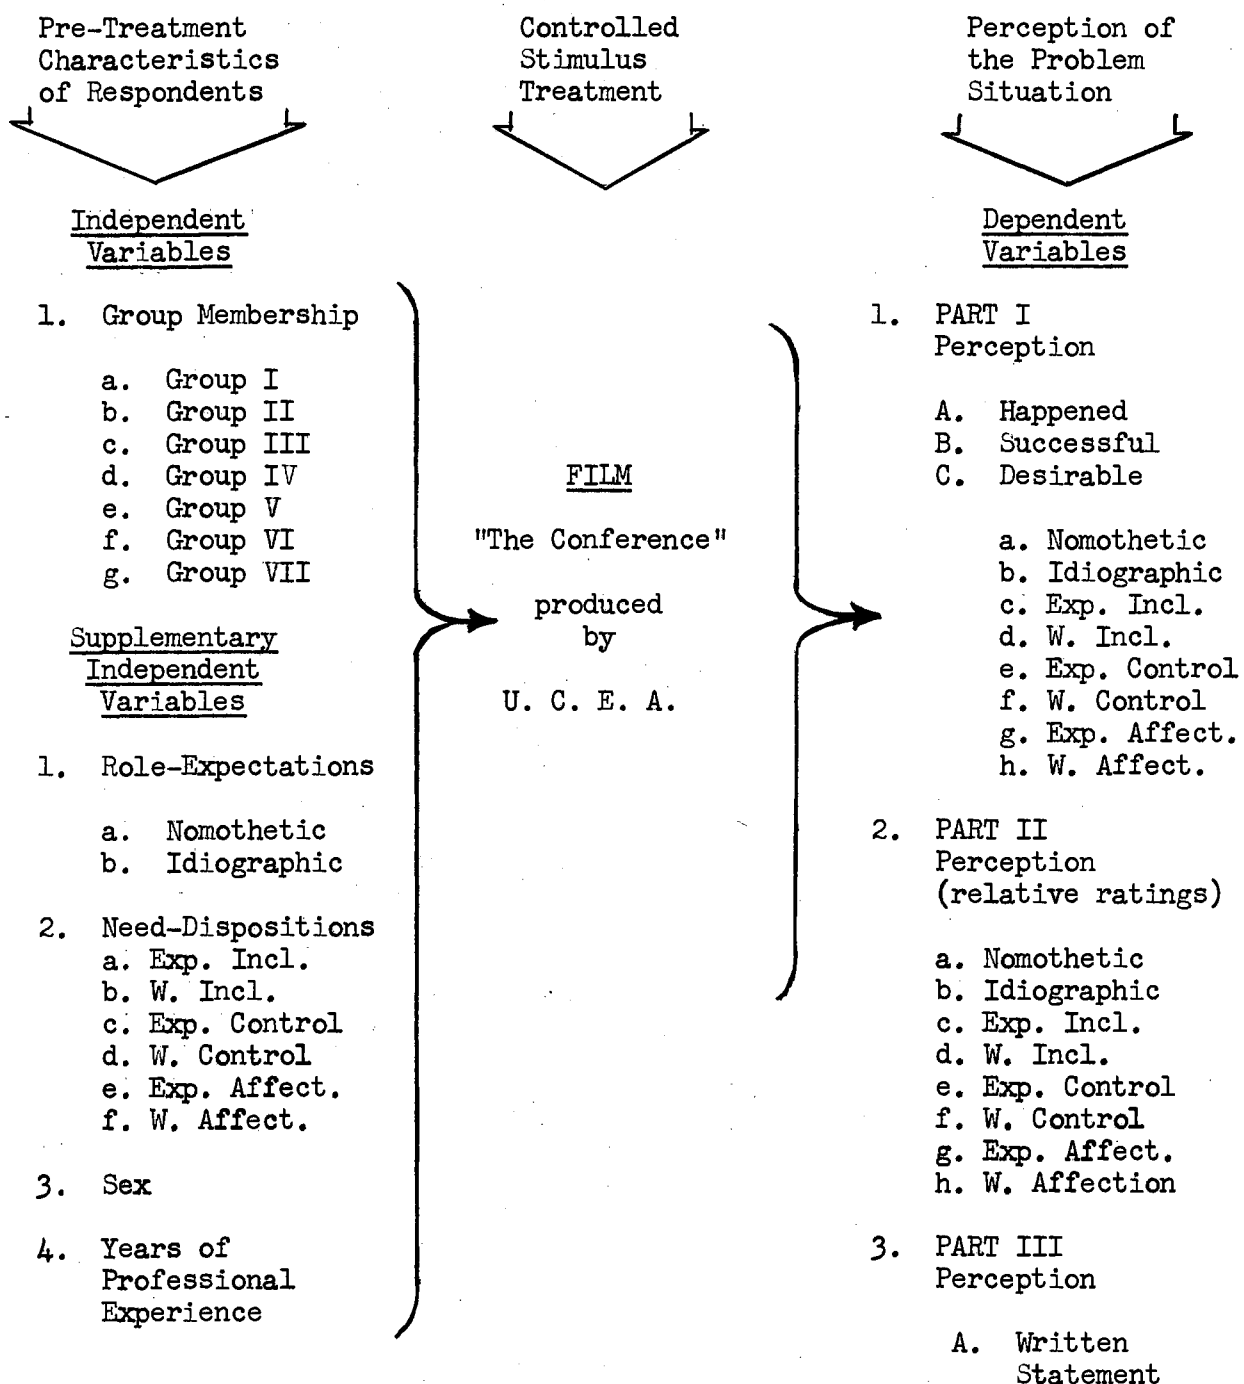 Pre-Treatment
Characteristics
of Respondents
Independent
Variables
1. Group Membership
a. Group I
b. Group II
c. Group III
d. Group IV
e. Group V
f. Group VI
g. Group VII
Supplementary
Independent
Variables
1. Role-Expectations
a. Nomothetic
b. Idiographic
2. Need-Dispositions
a. Exp. Incl.
b. W. Incl.
c. Exp. Control
d. W. Control
e. Exp. Affect.
f. W. Affect.
3. Sex
4. Years of
Professional
Experience
Controlled
Stimulus
Treatment
FILM
"The Conference"
produced
by
U. C. E. A.
Perception of
the Problem
Situation
Dependent
Variables
1. PART I
Perception
A. Happened
B. Successful
C. Desirable
a. Nomothetic
b. Idiographic
c. Exp. Incl.
d. W. Incl.
e. Exp. Control
f. W. Control
g. Exp. Affect.
h. W. Affect.
2. PART II
Perception
(relative ratings)
a. Nomothetic
b. Idiographic
c. Exp. Incl.
d. W. Incl.
e. Exp. Control
f. W. Control
g. Exp. Affect.
h. W. Affection
3. PART III
Perception
A. Written
Statement